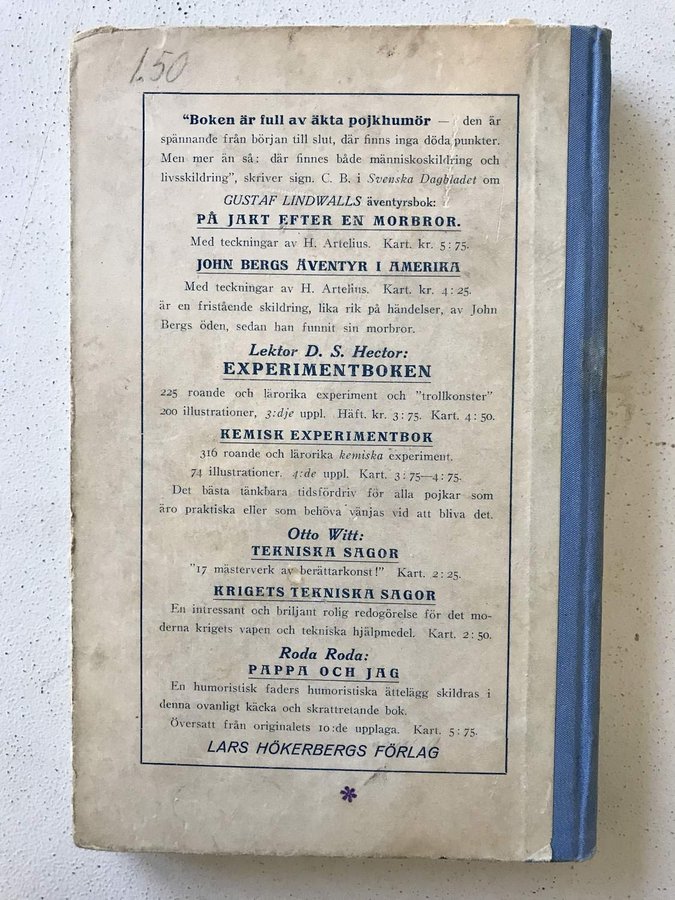 1.50
"Boken är full av äkta pojkhumör — den är
spännande från början till slut, där finns inga döda punkter.
Men mer än så: där finnes både människoskildring och
livsskildring", skriver sign. C. B. i Svenska Dagbladet om
GUSTAF LINDWALLS äventyrsbok:
PÅ JAKT EFTER EN MORBROR.
Med teckningar av H. Artelius. Kart. kr. 5:75.
JOHN BERGS ÄVENTYR I AMERIKA
Med teckningar av H. Artelius. Kart. kr. 4:25.
är en fristående skildring, lika rik på händelser, av John
Bergs öden, sedan han funnit sin morbror.
Lektor D. S. Hector:
EXPERIMENTBOKEN
225 roande och lärorika experiment och "trollkonster"
200 illustrationer, 3:dje uppl. Häft. kr. 3:75. Kart. 4:50.
KEMISK EXPERIMENTBOK
316 roande och lärorika kemiska experiment.
74 illustrationer. 4:de uppl. Kart. 3:75—4:75.
Det bästa tänkbara tidsfördriv för alla pojkar som
äro praktiska eller som behöva vänjas vid att bliva det.
Otto Witt:
TEKNISKA SAGOR
"17 mästerverk av berättarkonst!" Kart. 2:25.
KRIGETS TEKNISKA SAGOR
En intressant och briljant rolig redogörelse för det mo-
derna krigets vapen och tekniska hjälpmedel. Kart. 2:50.
Roda Roda:
PAPPA OCH JAG
En humoristisk faders humoristiska ättelägg skildras i
denna ovanligt käcka och skrattretande bok.
Översatt från originalets 10:de upplaga. Kart. 5:75.
LARS HÖKERBERGS FÖRLAG